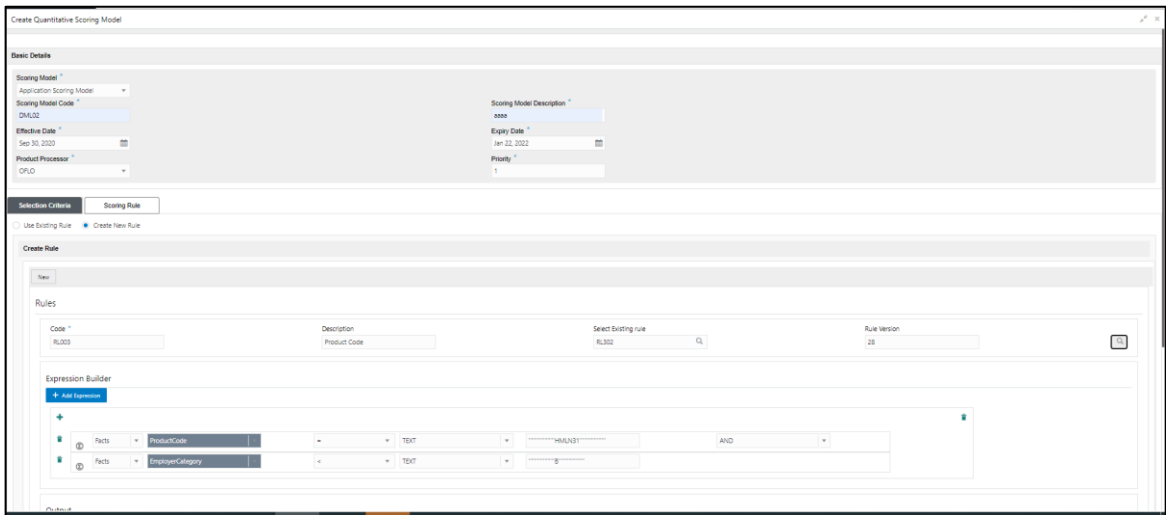 Create Quantitative Scoring Model
Basic Details
Scoring Model *
Application Scoring Model
Scoring Model Code * Scoring Model Description *
DML02 aaaa
Effective Date * Expiry Date *
Sep 30, 2020 Jan 22, 2022
Product Processor * Priority *
OFLO 1
Selection Criteria Scoring Rule
Use Existing Rule Create New Rule
Create Rule
New
Rules
Code * Description Select Existing rule Rule Version
RL003 Product Code RL302 28
Expression Builder
+ Add Expression
Facts ProductCode = TEXT HMLN31 AND
Facts EmployerCategory < TEXT B
Output